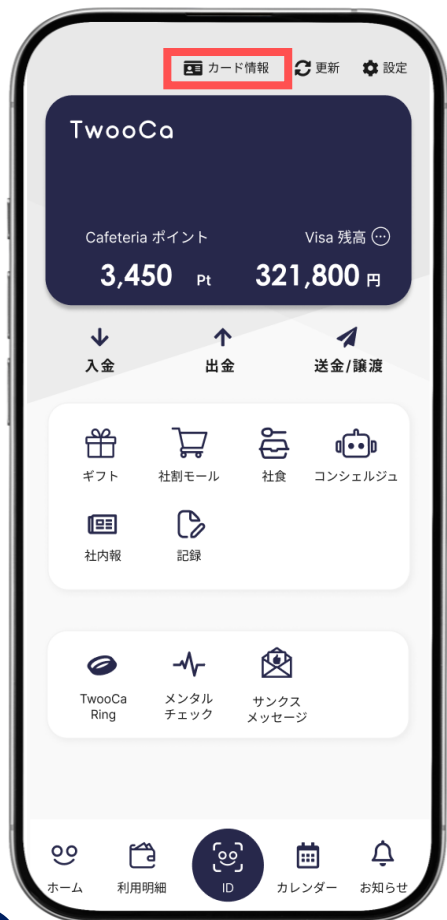 カード情報 更新 設定
TwooCa
Cafeteria ポイント Visa 残高
3,450 Pt 321,800 円
入金 出金 送金/譲渡
ギフト 社割モール 社食 コンシェルジュ
社内報 記録
TwooCa
Ring
メンタル
チェック
サンクス
メッセージ
ホーム 利用明細 ID カレンダー お知らせ